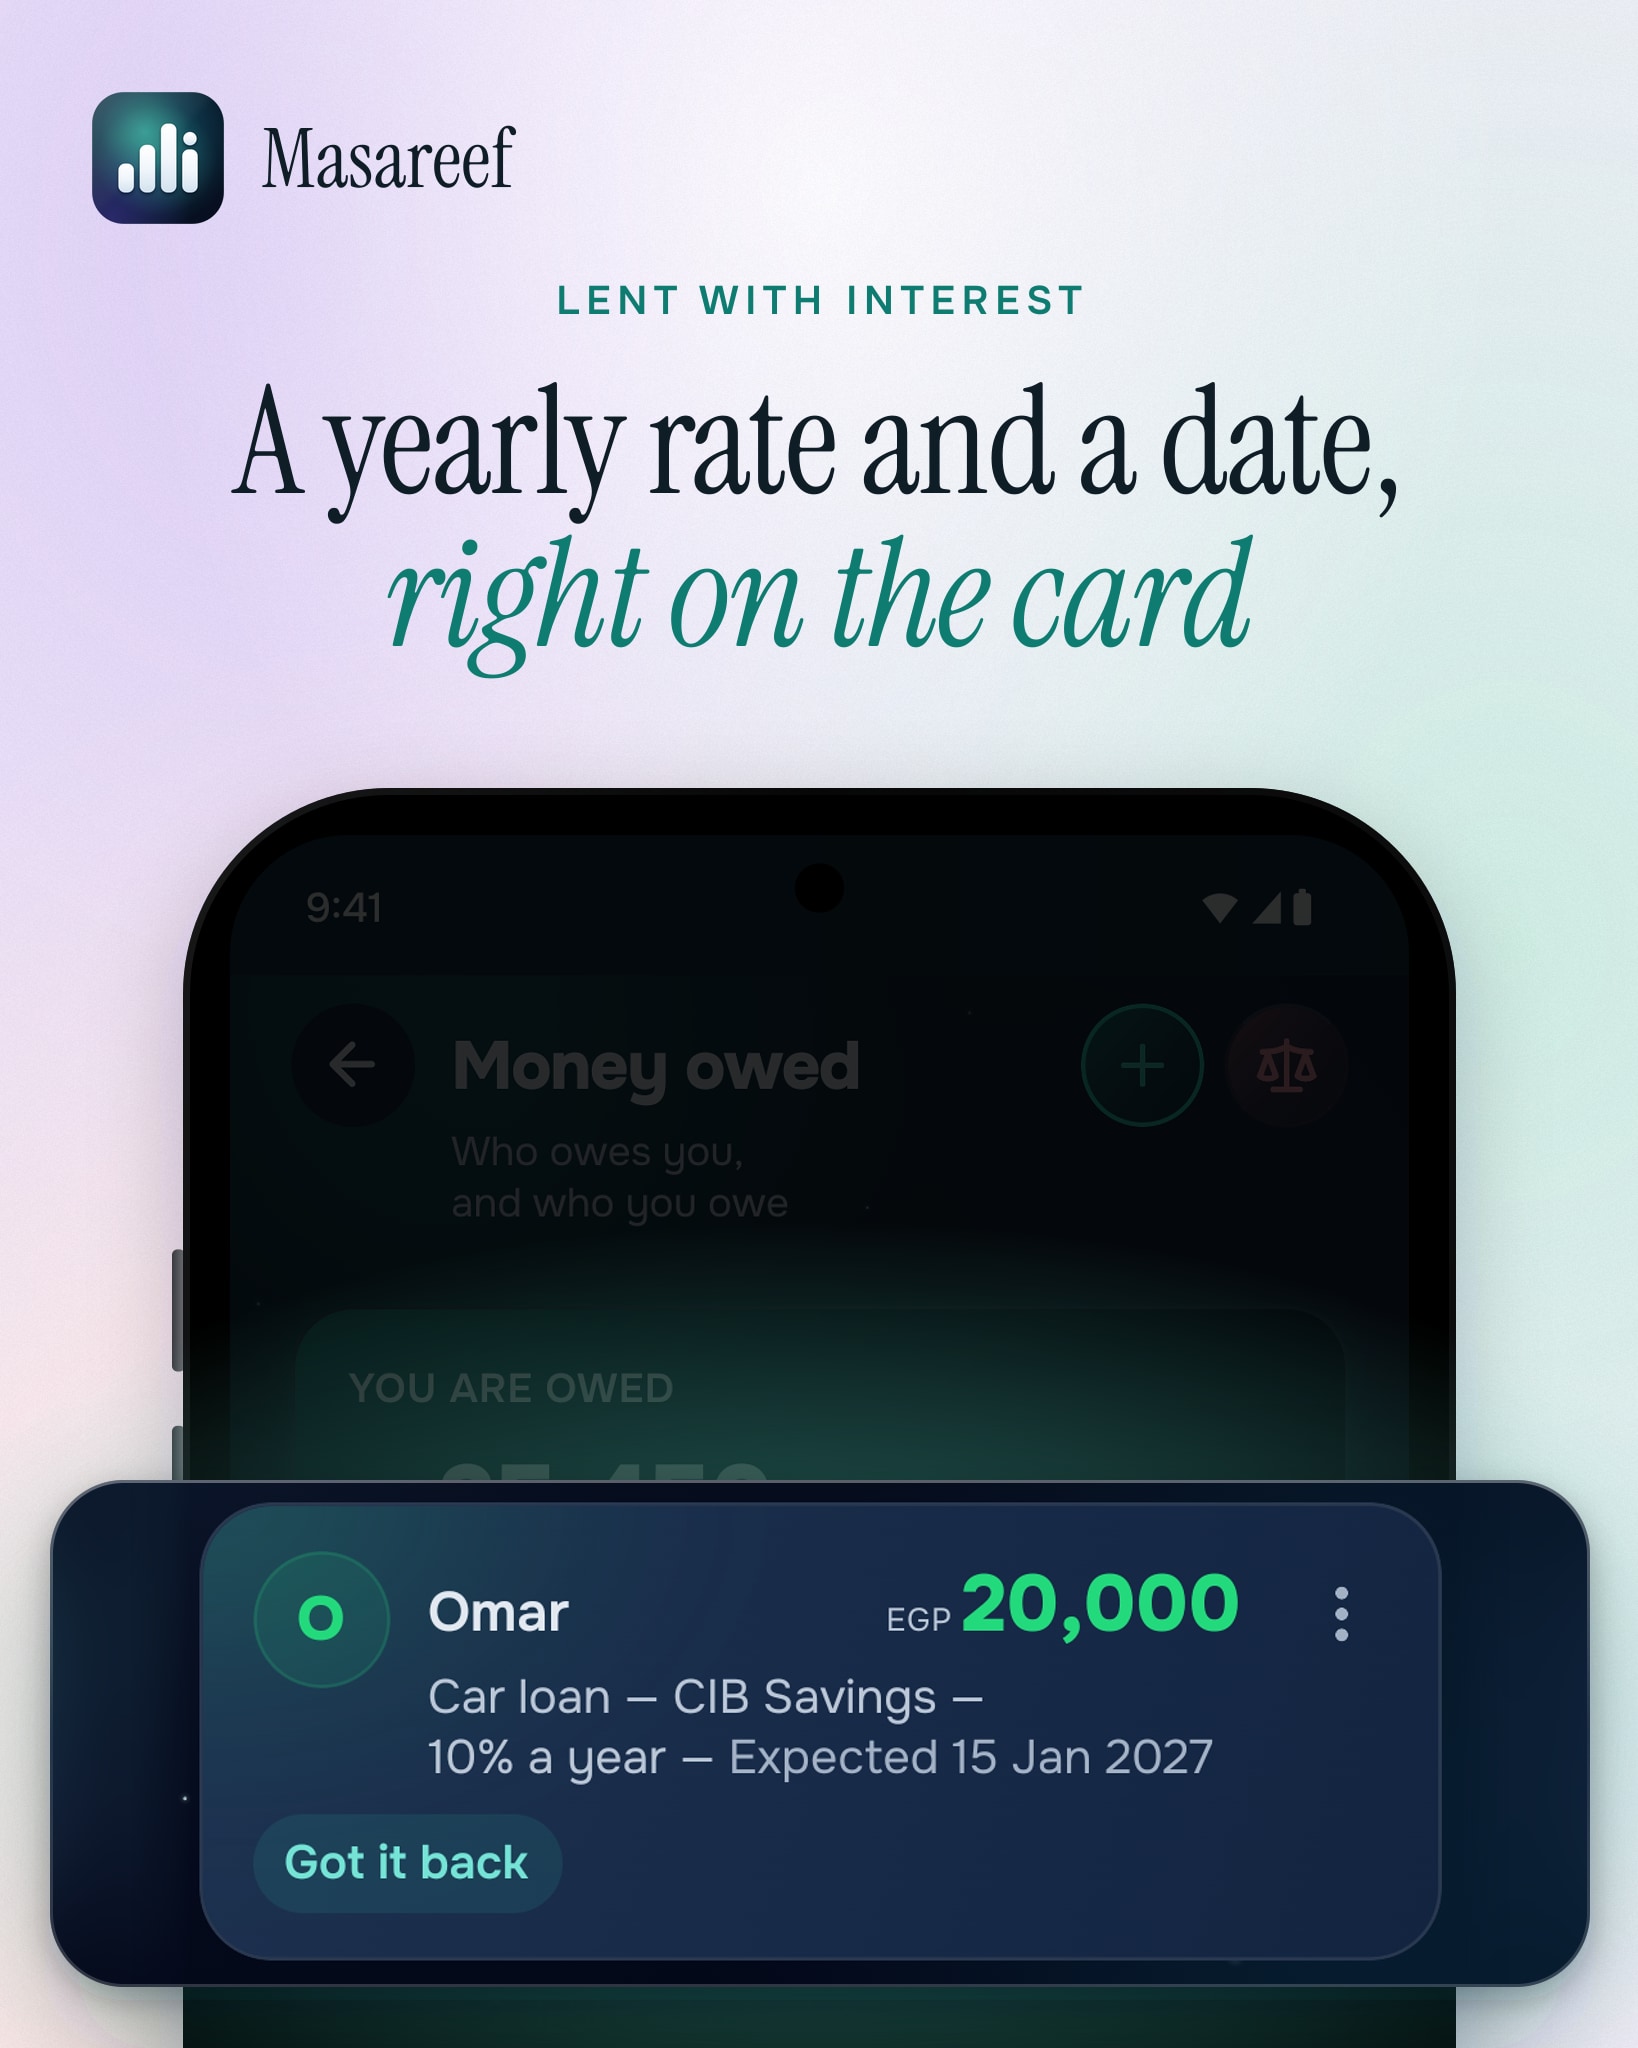 Masareef
LENT WITH INTEREST
A yearly rate and a date,
right on the card
9:41
Money owed
Who owes you,
and who you owe
YOU ARE OWED
O
Omar
EGP 20,000
Car loan — CIB Savings —
10% a year — Expected 15 Jan 2027
Got it back